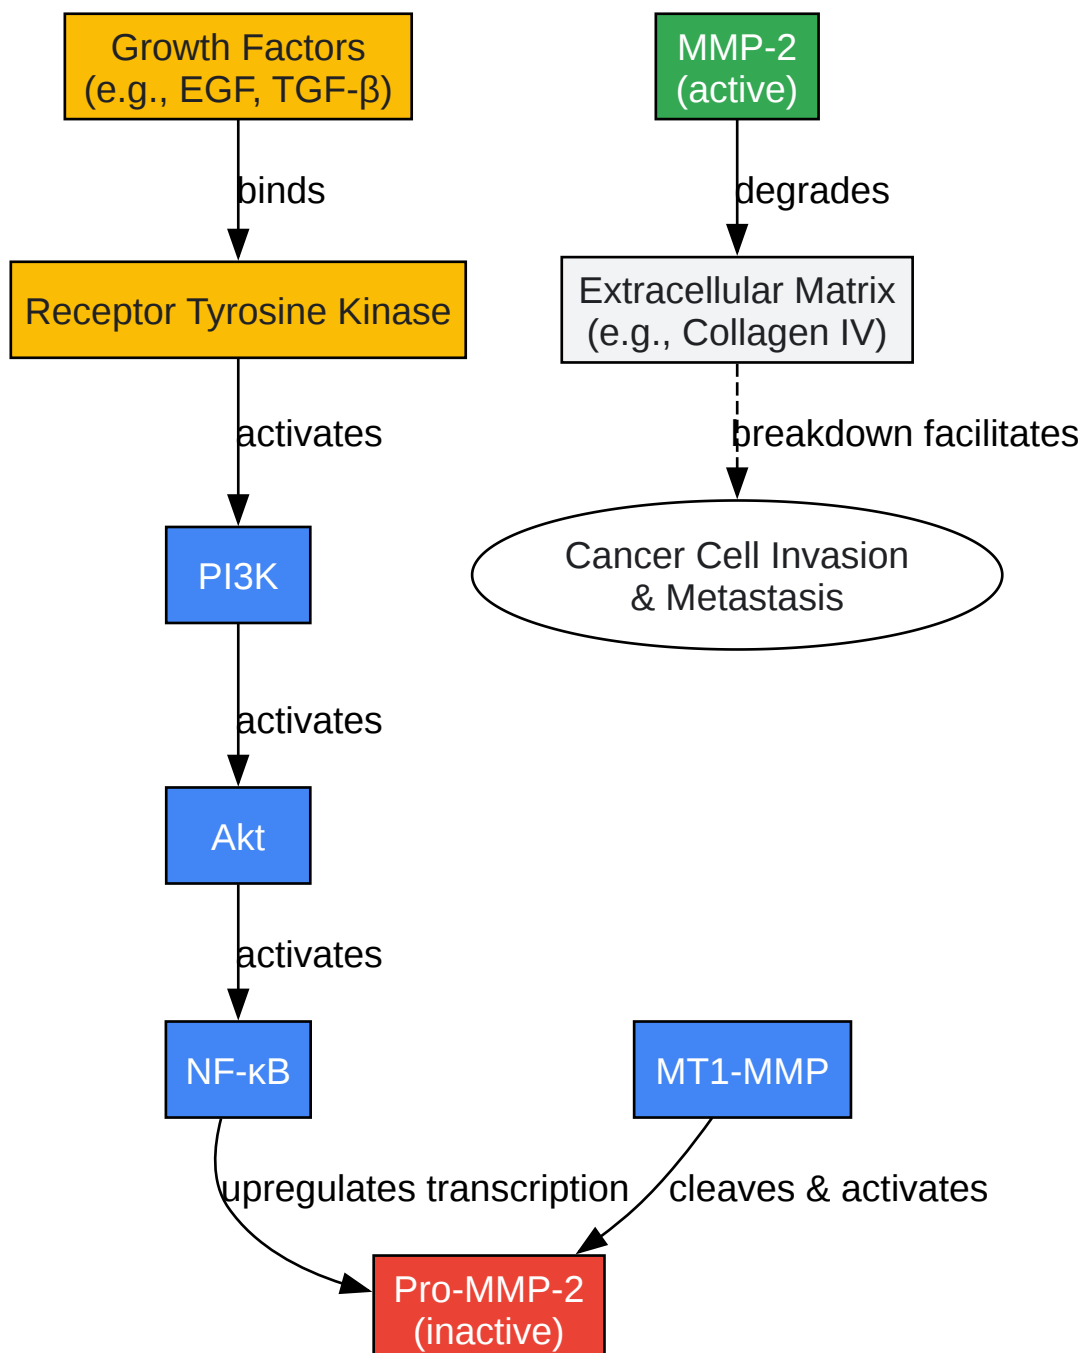 Growth Factors
(e.g., EGF, TGF-β)
binds
Receptor Tyrosine Kinase
activates
PI3K
activates
Akt
activates
NF-κB
upregulates transcription
MT1-MMP
cleaves & activates
Pro-MMP-2
(inactive)
MMP-2
(active)
degrades
Extracellular Matrix
(e.g., Collagen IV)
breakdown facilitates
Cancer Cell Invasion
& Metastasis